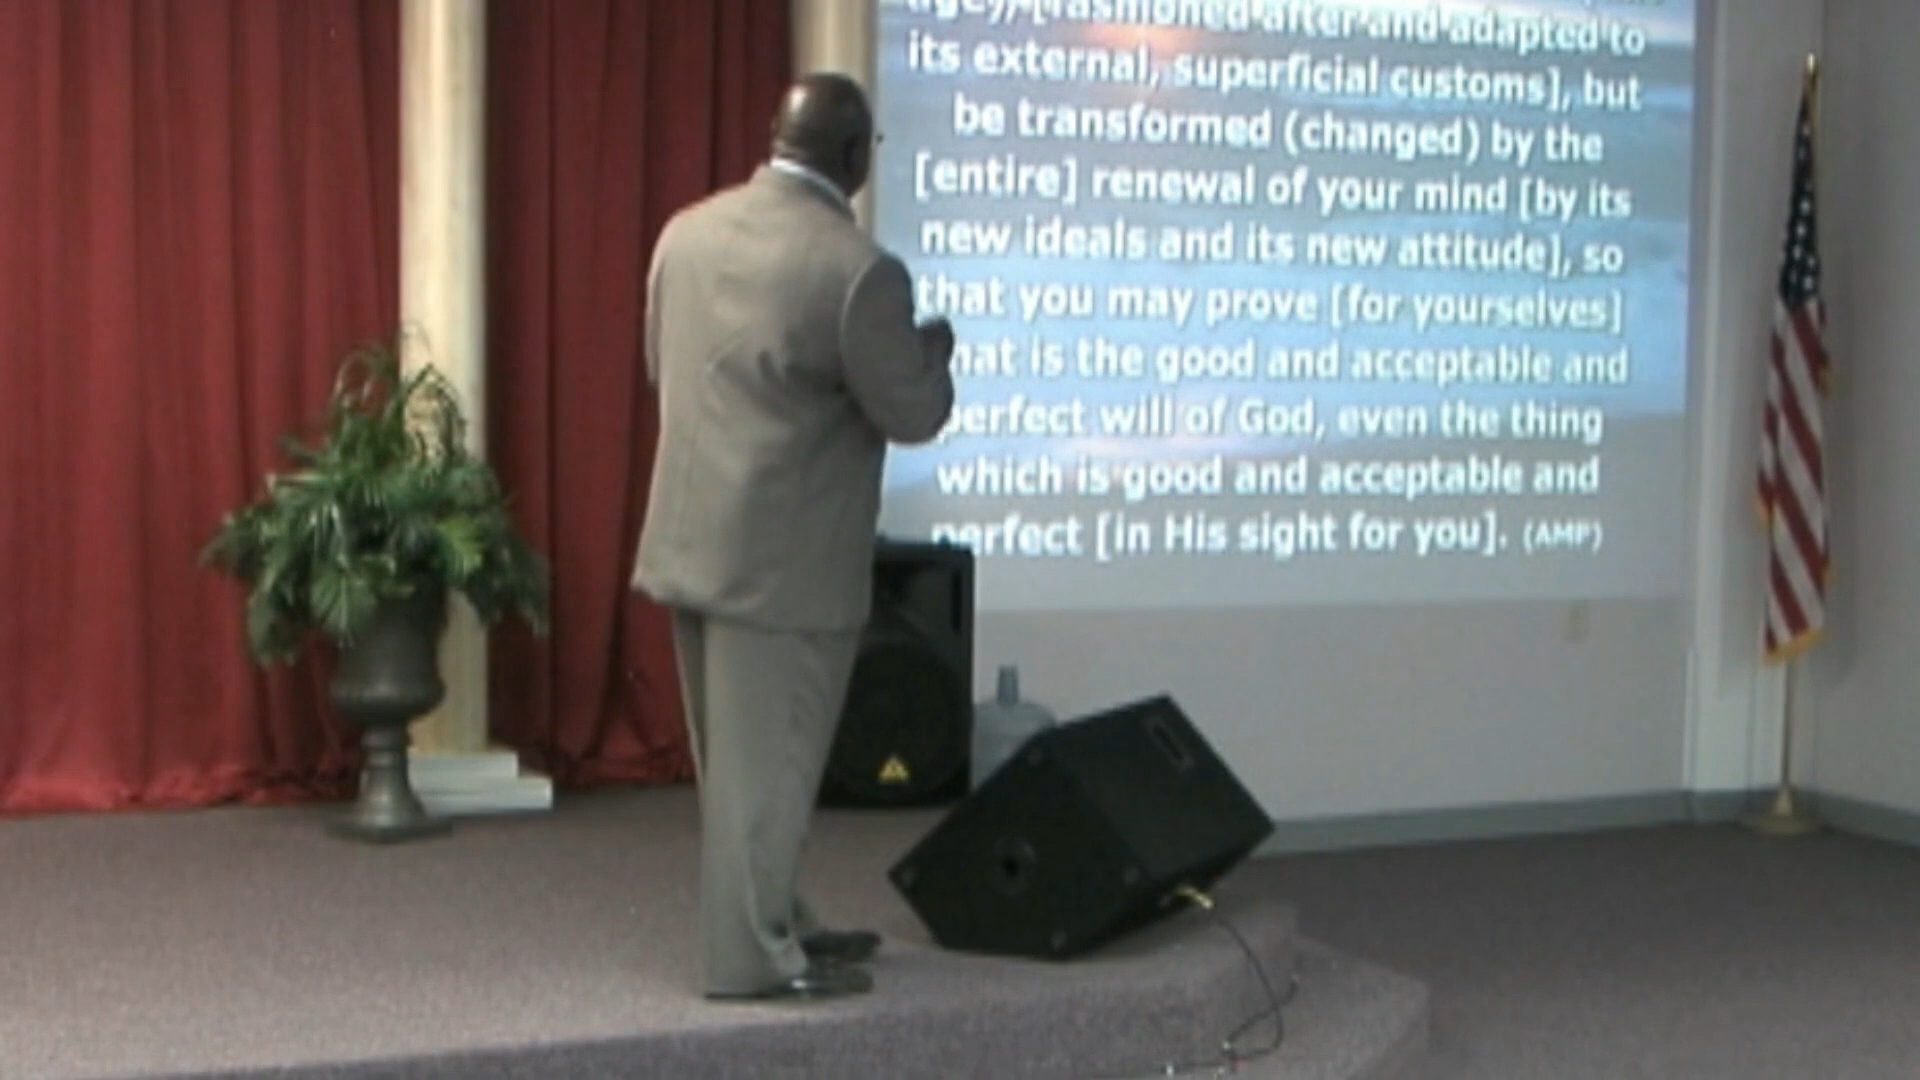 age), [fashioned after and adapted to
its external, superficial customs], but
be transformed (changed) by the
[entire] renewal of your mind [by its
new ideals and its new attitude], so
that you may prove [for yourselves]
hat is the good and acceptable and
perfect will of God, even the thing
which is good and acceptable and
perfect [in His sight for you]. (AMP)